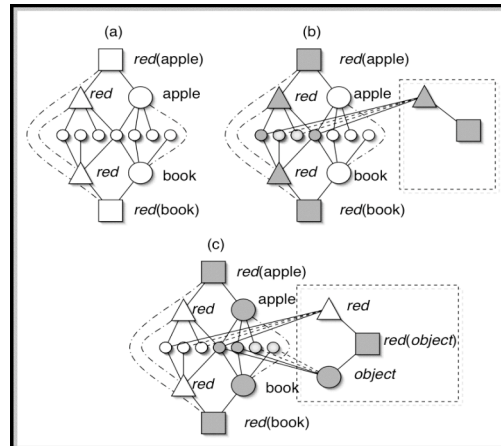 (a)
(b)
red(apple)
red(apple)
red
apple
red
apple
red
book
red
book
red(book)
red(book)
(c)
red(apple)
red
apple
red
red(object)
object
red
book
red(book)